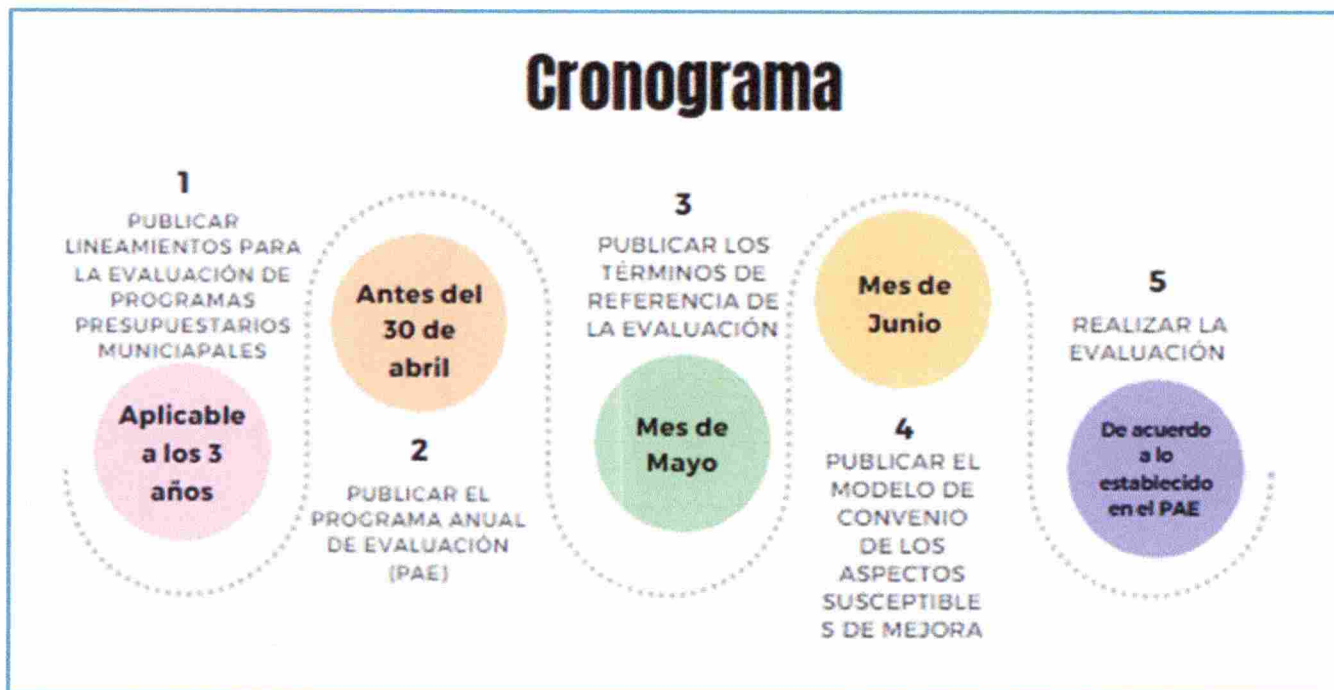 Cronograma
1
PUBLICAR
LINEAMIENTOS PARA
LA EVALUACIÓN DE
PROGRAMAS
PRESUPUESTARIOS
MUNICIAPALES
Aplicable
a los 3
años
Antes del
30 de
abril
2
PUBLICAR EL
PROGRAMA ANUAL
DE EVALUACIÓN
(PAE)
3
PUBLICAR LOS
TÉRMINOS DE
REFERENCIA DE
LA EVALUACIÓN
Mes de
Mayo
Mes de
Junio
4
PUBLICAR EL
MODELO DE
CONVENIO
DE LOS
ASPECTOS
SUSCEPTIBLE
S DE MEJORA
5
REALIZAR LA
EVALUACIÓN
De acuerdo
a lo
establecido
en el PAE